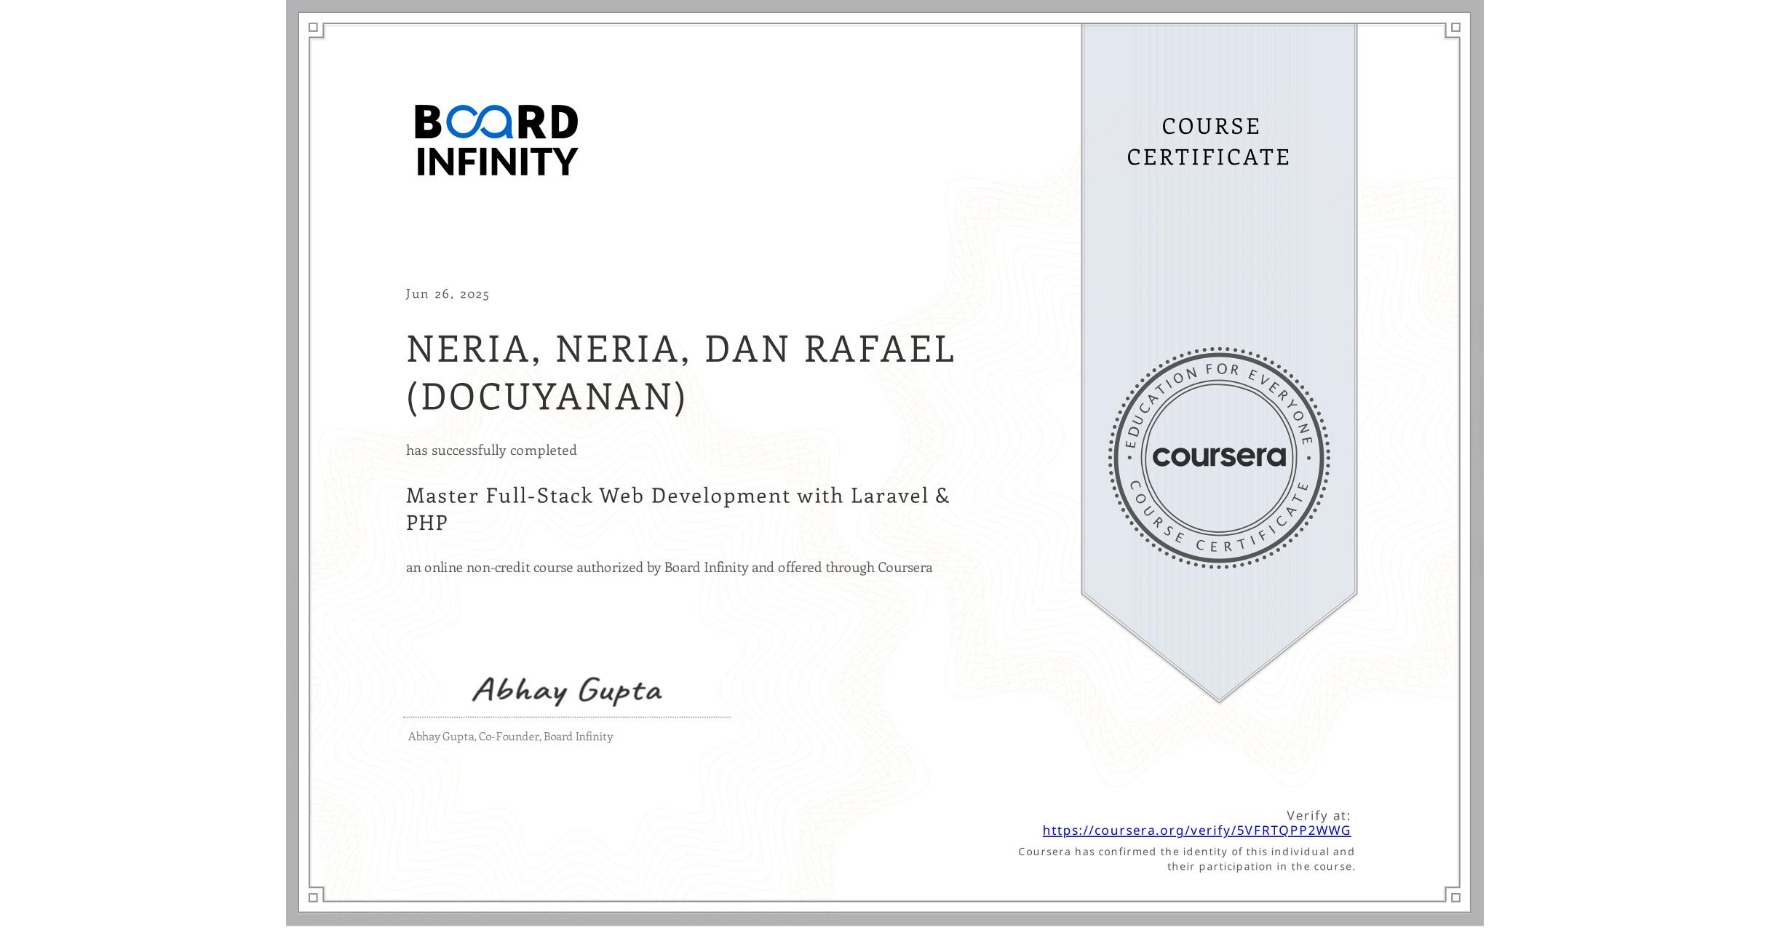 BOARD
INFINITY
COURSE
CERTIFICATE
Jun 26, 2025
NERIA, NERIA, DAN RAFAEL
(DOCUYANAN)
has successfully completed
Master Full-Stack Web Development with Laravel &
PHP
an online non-credit course authorized by Board Infinity and offered through Coursera
EDUCATION FOR EVERYONE
coursera
COURSE CERTIFICATE
Abhay Gupta
Abhay Gupta, Co-Founder, Board Infinity
Verify at:
https://coursera.org/verify/5VFRTQPP2WWG
Coursera has confirmed the identity of this individual and
their participation in the course.